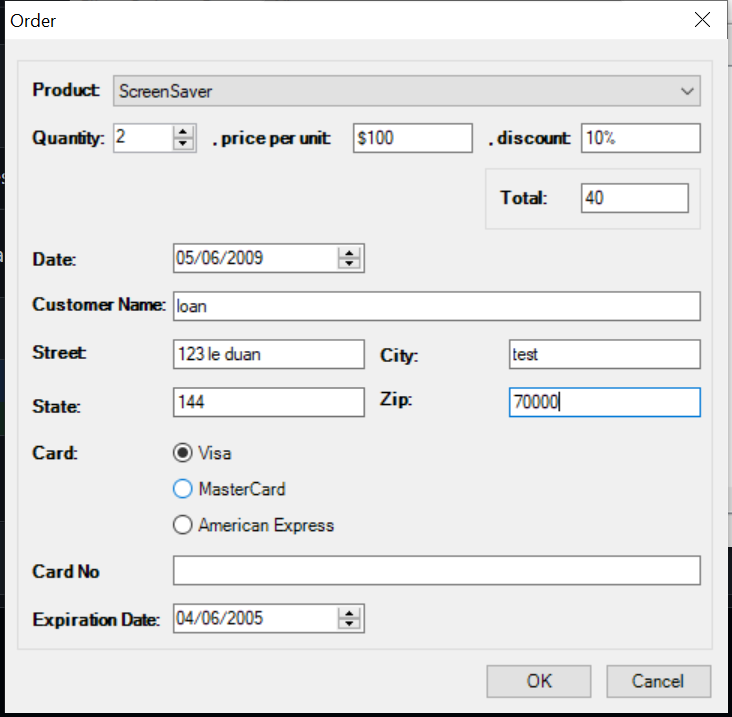 Order
Product: ScreenSaver
Quantity: 2 , price per unit: $100 , discount: 10%
Total: 40
Date: 05/06/2009
Customer Name: loan
Street: 123 le duan City: test
State: 144 Zip: 70000
Card: Visa
MasterCard
American Express
Card No
Expiration Date: 04/06/2005
OK Cancel